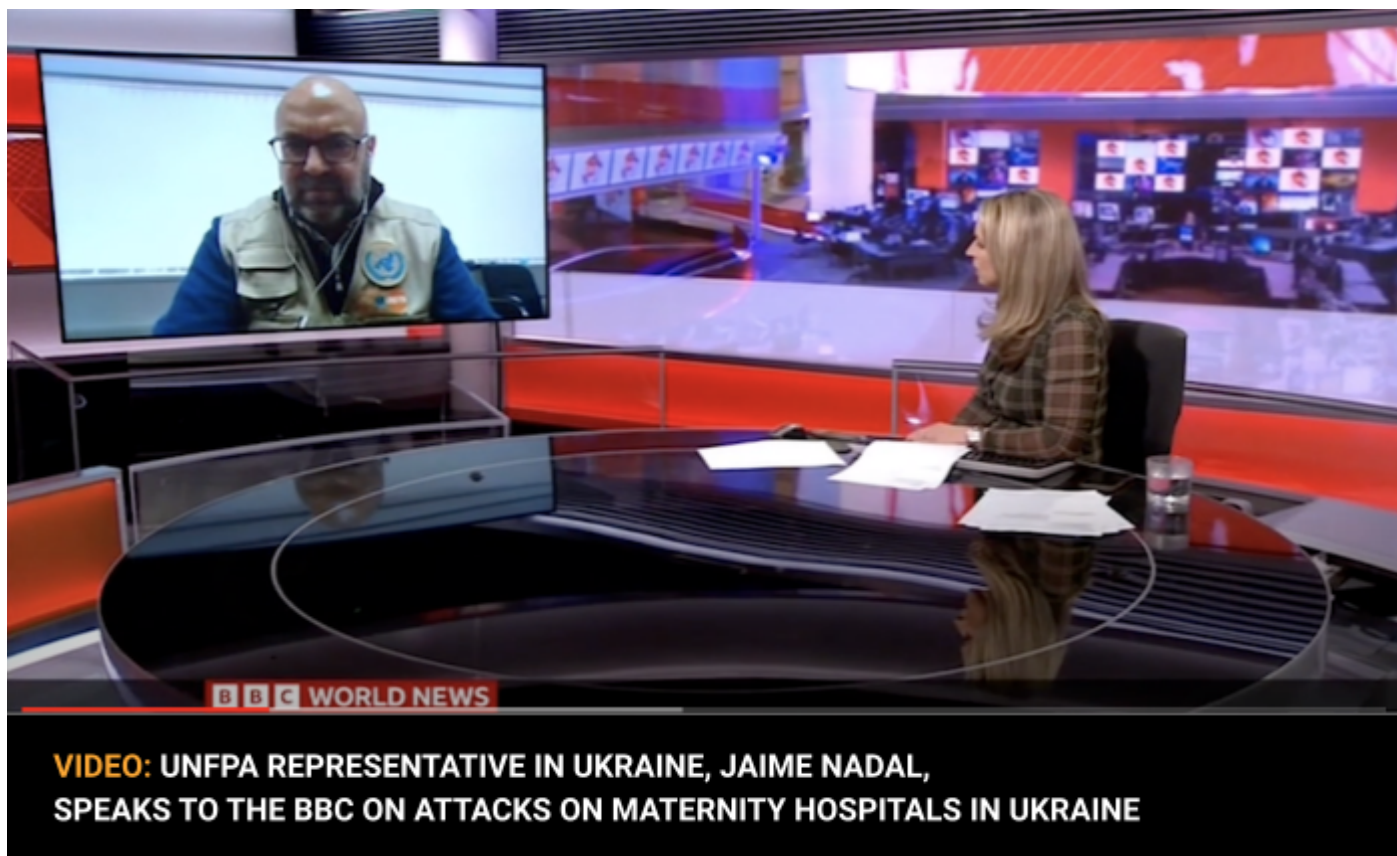 BBC WORLD NEWS
VIDEO: UNFPA REPRESENTATIVE IN UKRAINE, JAIME NADAL,
SPEAKS TO THE BBC ON ATTACKS ON MATERNITY HOSPITALS IN UKRAINE